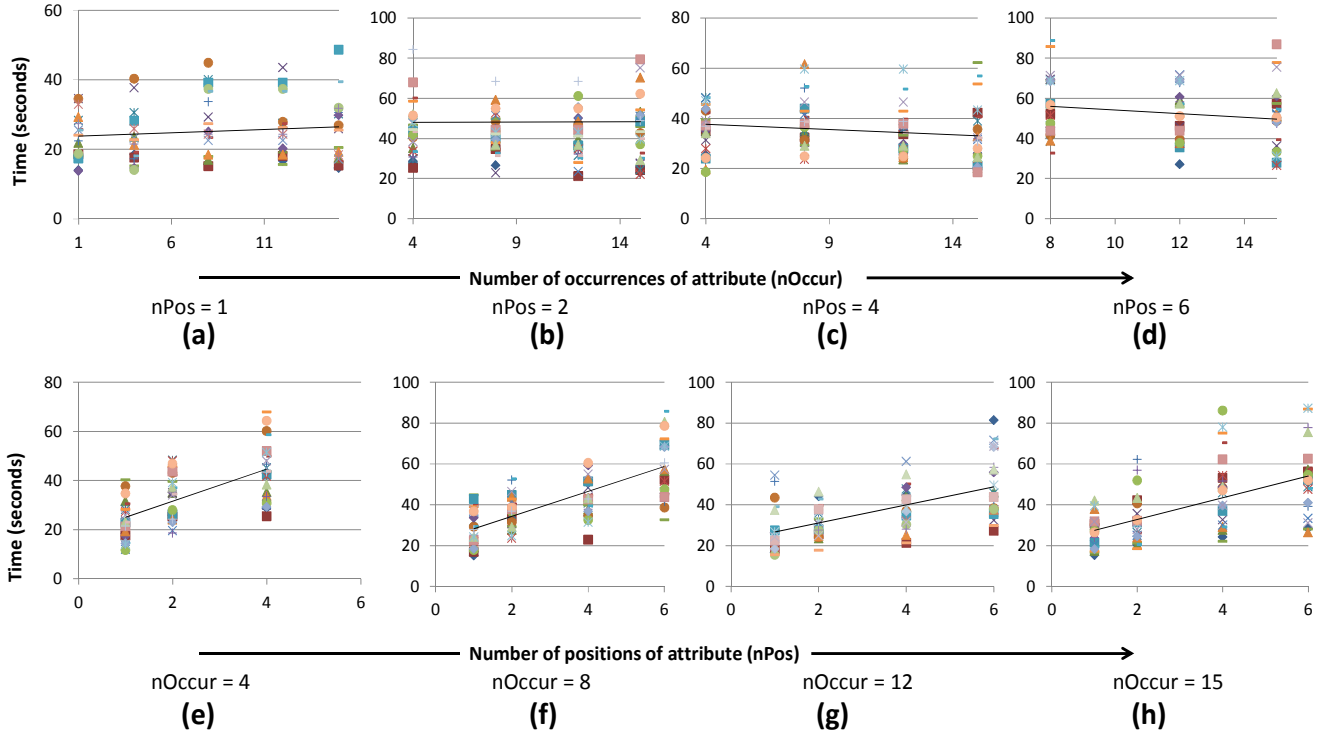 60 100 80 100
50 80 80
40 60 60
30 60 40
20 40 40
10 20 20 20
0 0 0 0
1 6 11 4 9 14 4 9 14 8 10 12 14
Time (seconds)
Number of occurrences of attribute (nOccur)
nPos = 1 nPos = 2 nPos = 4 nPos = 6
(a) (b) (c) (d)
80 100 100 100
60 80 80 80
40 60 60 60
40 40 40
20 20 20 20
0 0 0 0
0 2 4 6 0 2 4 6 0 2 4 6 0 2 4 6
Time (seconds)
Number of positions of attribute (nPos)
nOccur = 4 nOccur = 8 nOccur = 12 nOccur = 15
(e) (f) (g) (h)